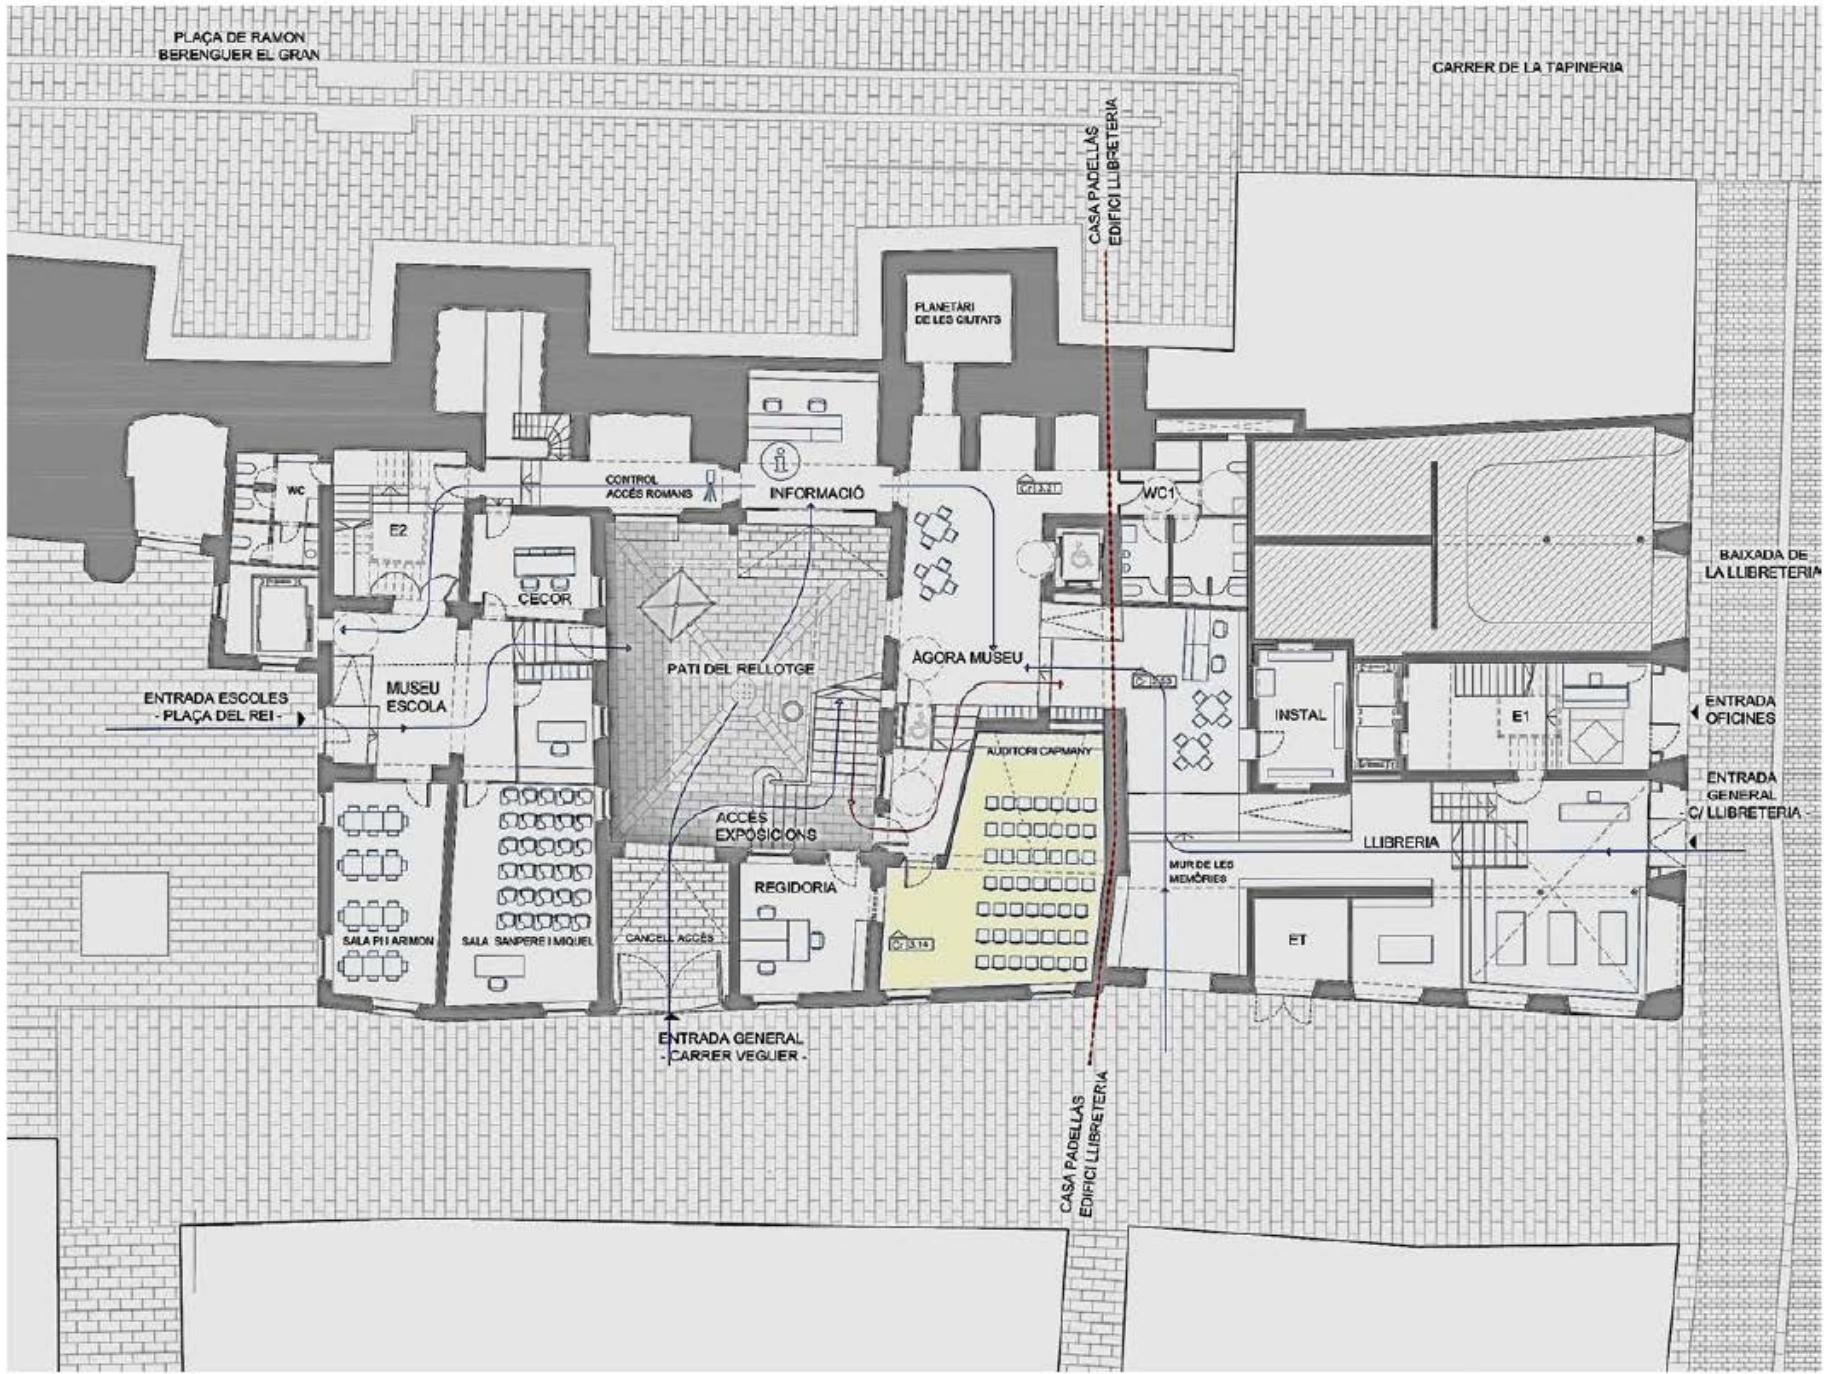 PLAÇA DE RAMON
BERENGUER EL GRAN
CARRER DE LA TAPINERIA
CASA PADELLÀS
EDIFICI LLIBRETERIA
PLANETARI
DE LES CIUTATS
WC
E2
CONTROL
ACCÉS ROMANS
i
INFORMACIÓ
WC1
CECOR
BAIXADA DE
LA LLIBRETERIA
PATI DEL RELLOTGE
ÀGORA MUSEU
MUSEU
ESCOLA
ENTRADA ESCOLES
- PLAÇA DEL REI -
INSTAL
E1
ENTRADA
OFICINES
AUDITORI CAPMANY
ENTRADA
GENERAL
- C/ LLIBRETERIA -
ACCÉS
EXPOSICIONS
LLIBRERIA
MUR DE LES
MEMÒRIES
REGIDORIA
SALA PI I ARIMON
SALA SANPERE I MIQUEL
CANCELL ACCÉS
ET
ENTRADA GENERAL
- CARRER VEGUER -
CASA PADELLÀS
EDIFICI LLIBRETERIA